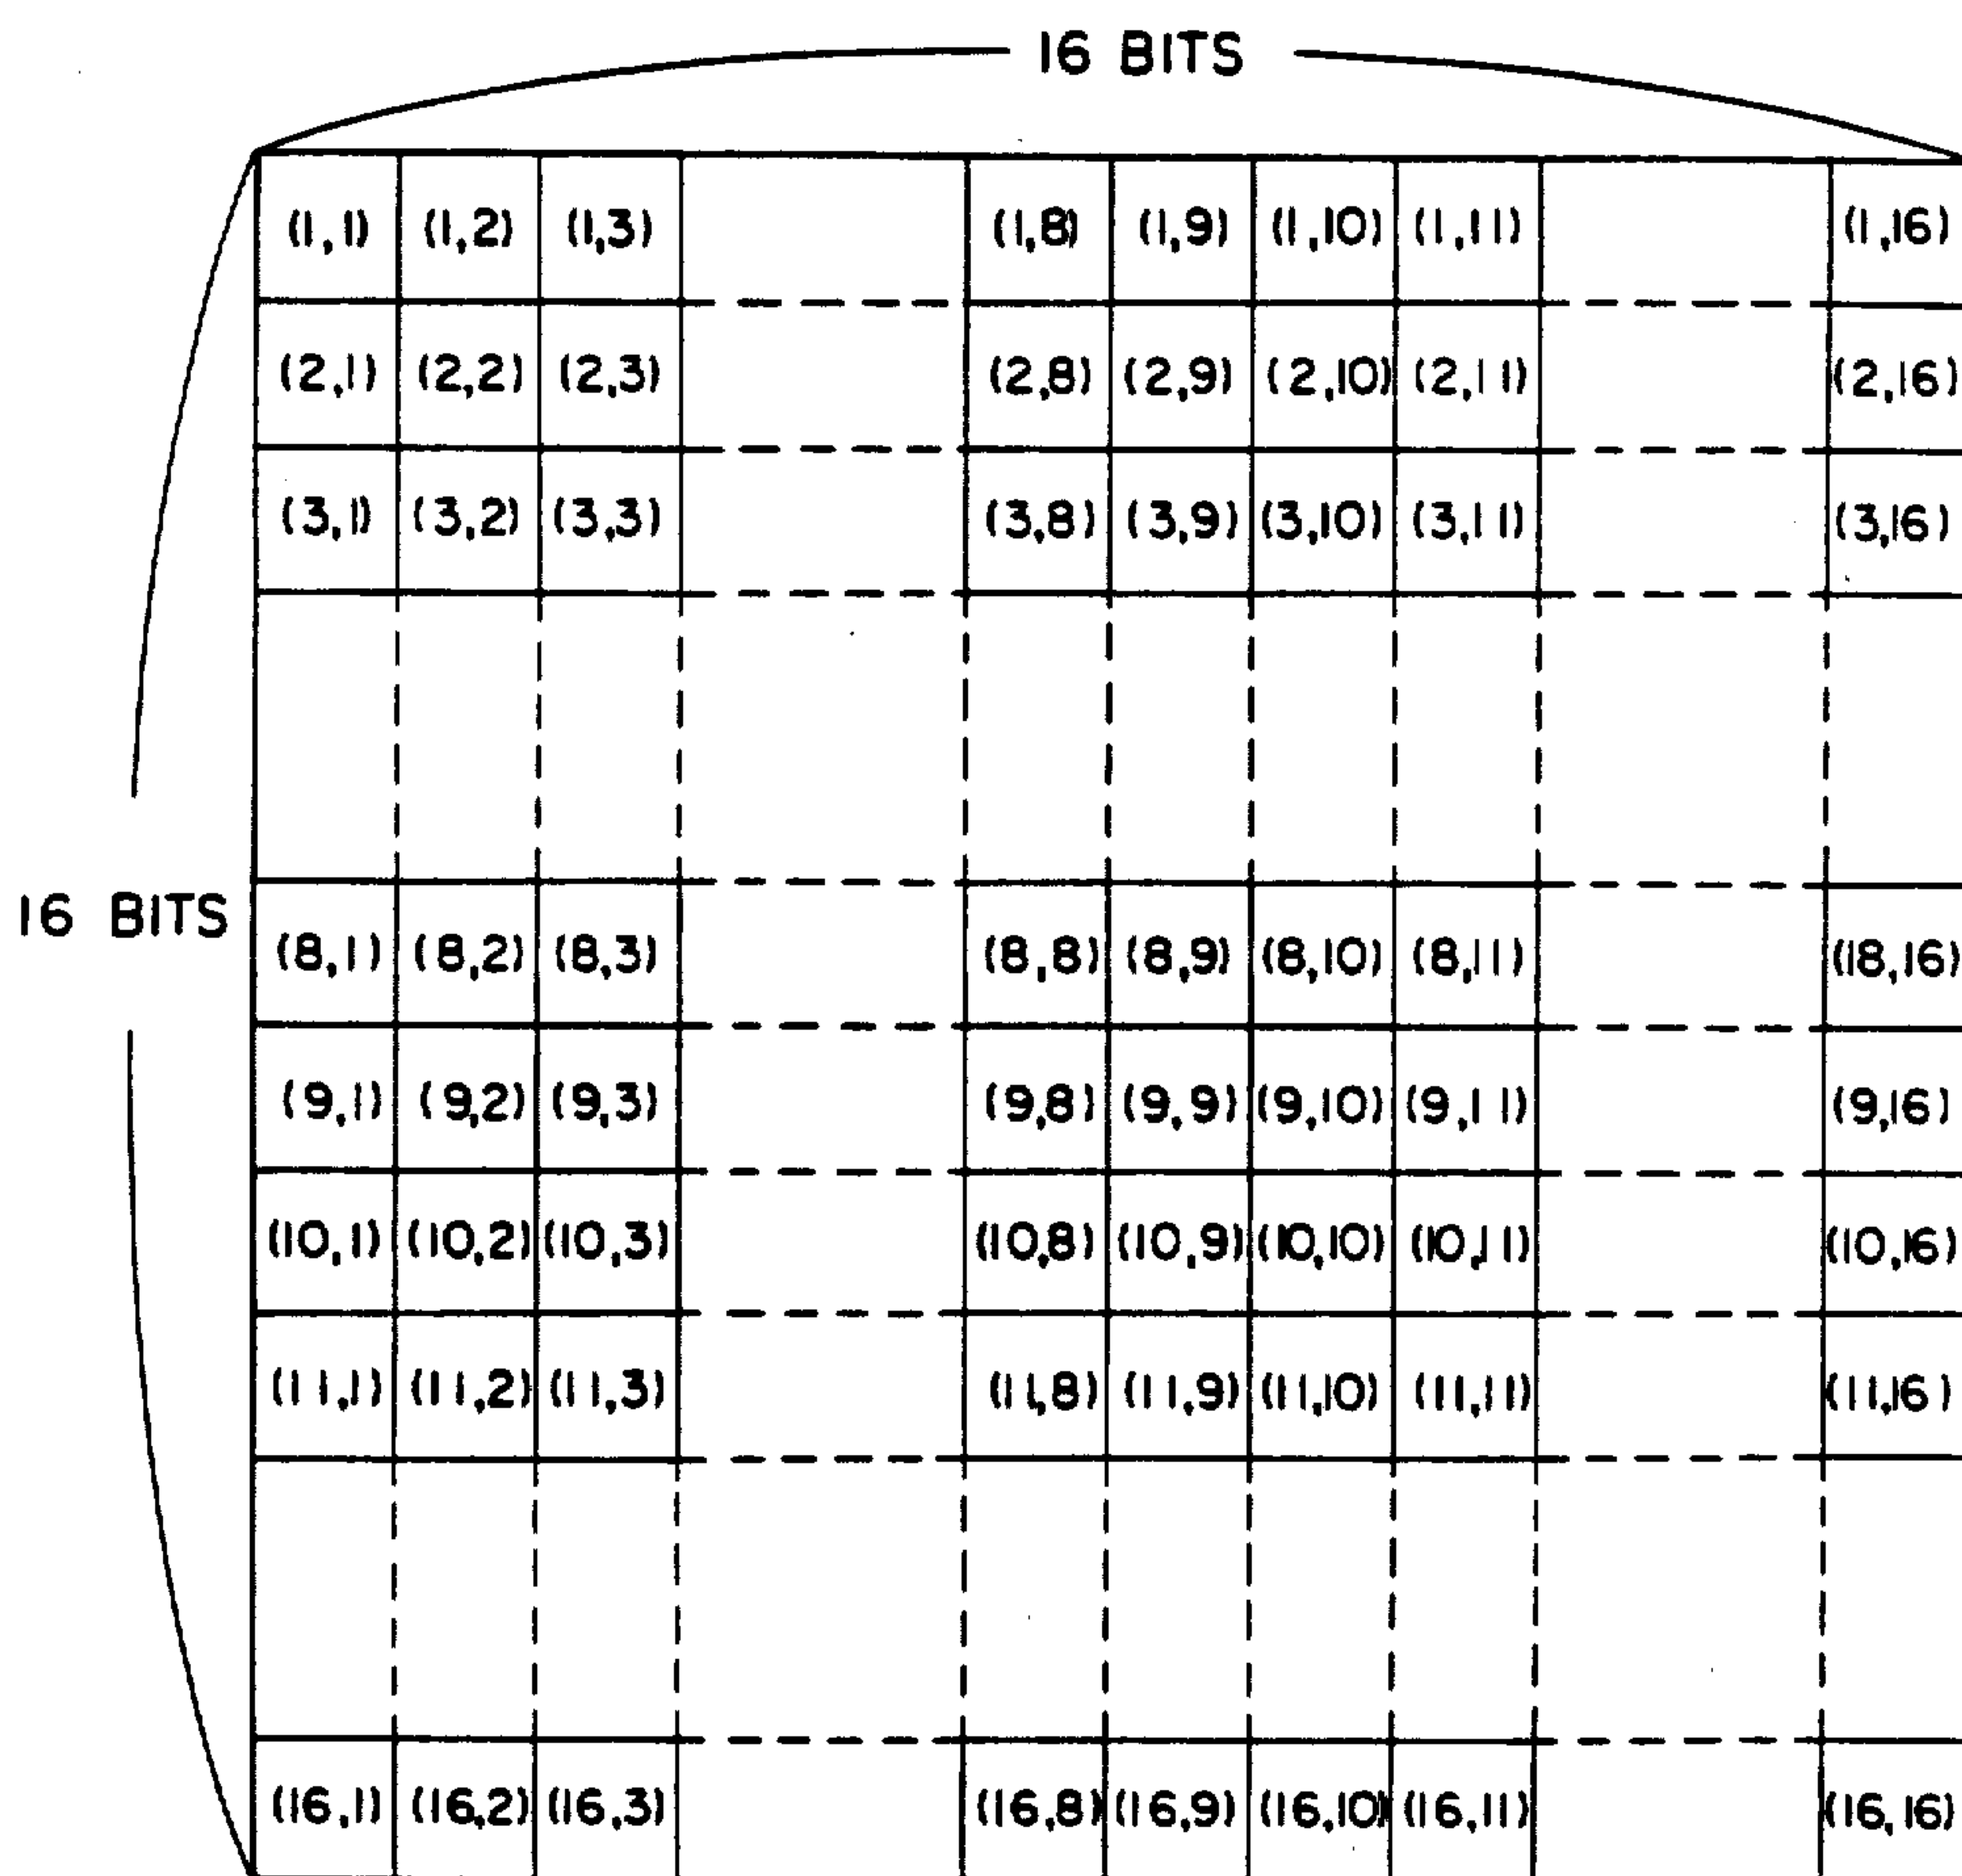 16 BITS
(1,1) (1,2) (1,3) (1,8) (1,9) (1,10) (1,11) (1,16)
(2,1) (2,2) (2,3) (2,8) (2,9) (2,10) (2,11) (2,16)
(3,1) (3,2) (3,3) (3,8) (3,9) (3,10) (3,11) (3,16)
16 BITS
(8,1) (8,2) (8,3) (8,8) (8,9) (8,10) (8,11) (18,16)
(9,1) (9,2) (9,3) (9,8) (9,9) (9,10) (9,11) (9,16)
(10,1) (10,2) (10,3) (10,8) (10,9) (10,10) (10,11) (10,16)
(11,1) (11,2) (11,3) (11,8) (11,9) (11,10) (11,11) (11,16)
(16,1) (16,2) (16,3) (16,8) (16,9) (16,10) (16,11) (16,16)